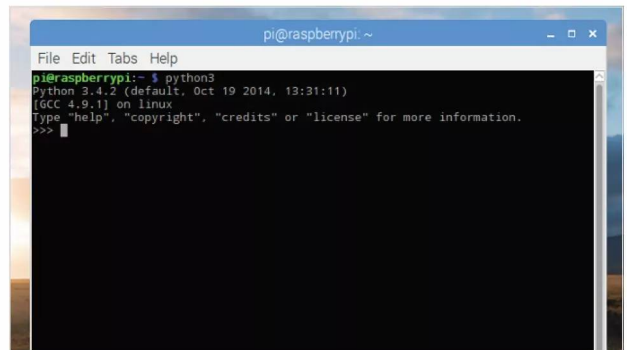 pi@raspberrypi: ~
File Edit Tabs Help
pi@raspberrypi:~ $ python3
Python 3.4.2 (default, Oct 19 2014, 13:31:11)
[GCC 4.9.1] on linux
Type "help", "copyright", "credits" or "license" for more information.
>>>